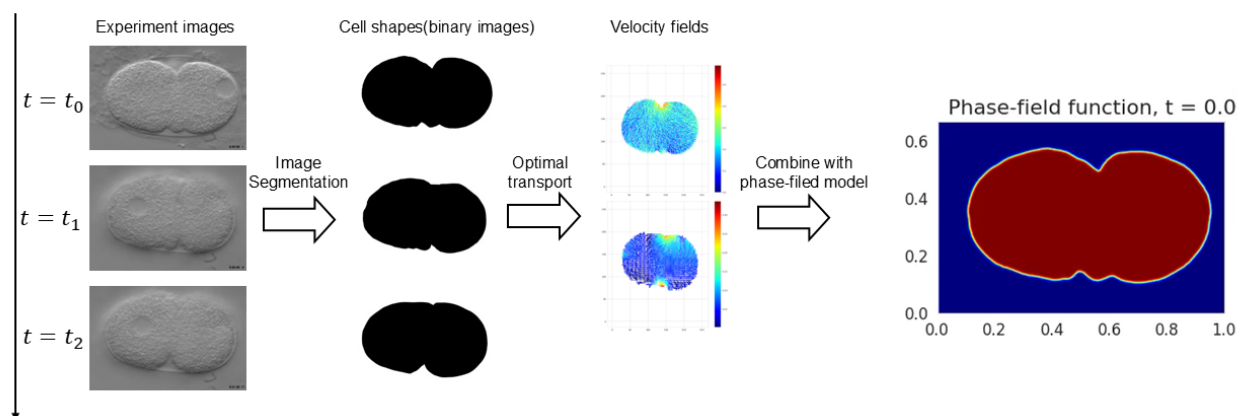 Experiment images
Cell shapes(binary images)
Velocity fields
t = t0
t = t1
t = t2
Image
Segmentation
Optimal
transport
Combine with
phase-filed model
Phase-field function, t = 0.0
0.6
0.4
0.2
0.0
0.0 0.2 0.4 0.6 0.8 1.0